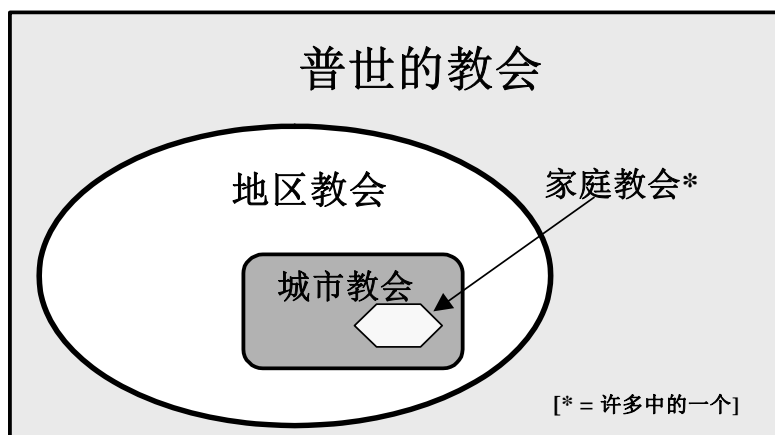 普世的教会
地区教会
家庭教会*
城市教会
[* = 许多中的一个]